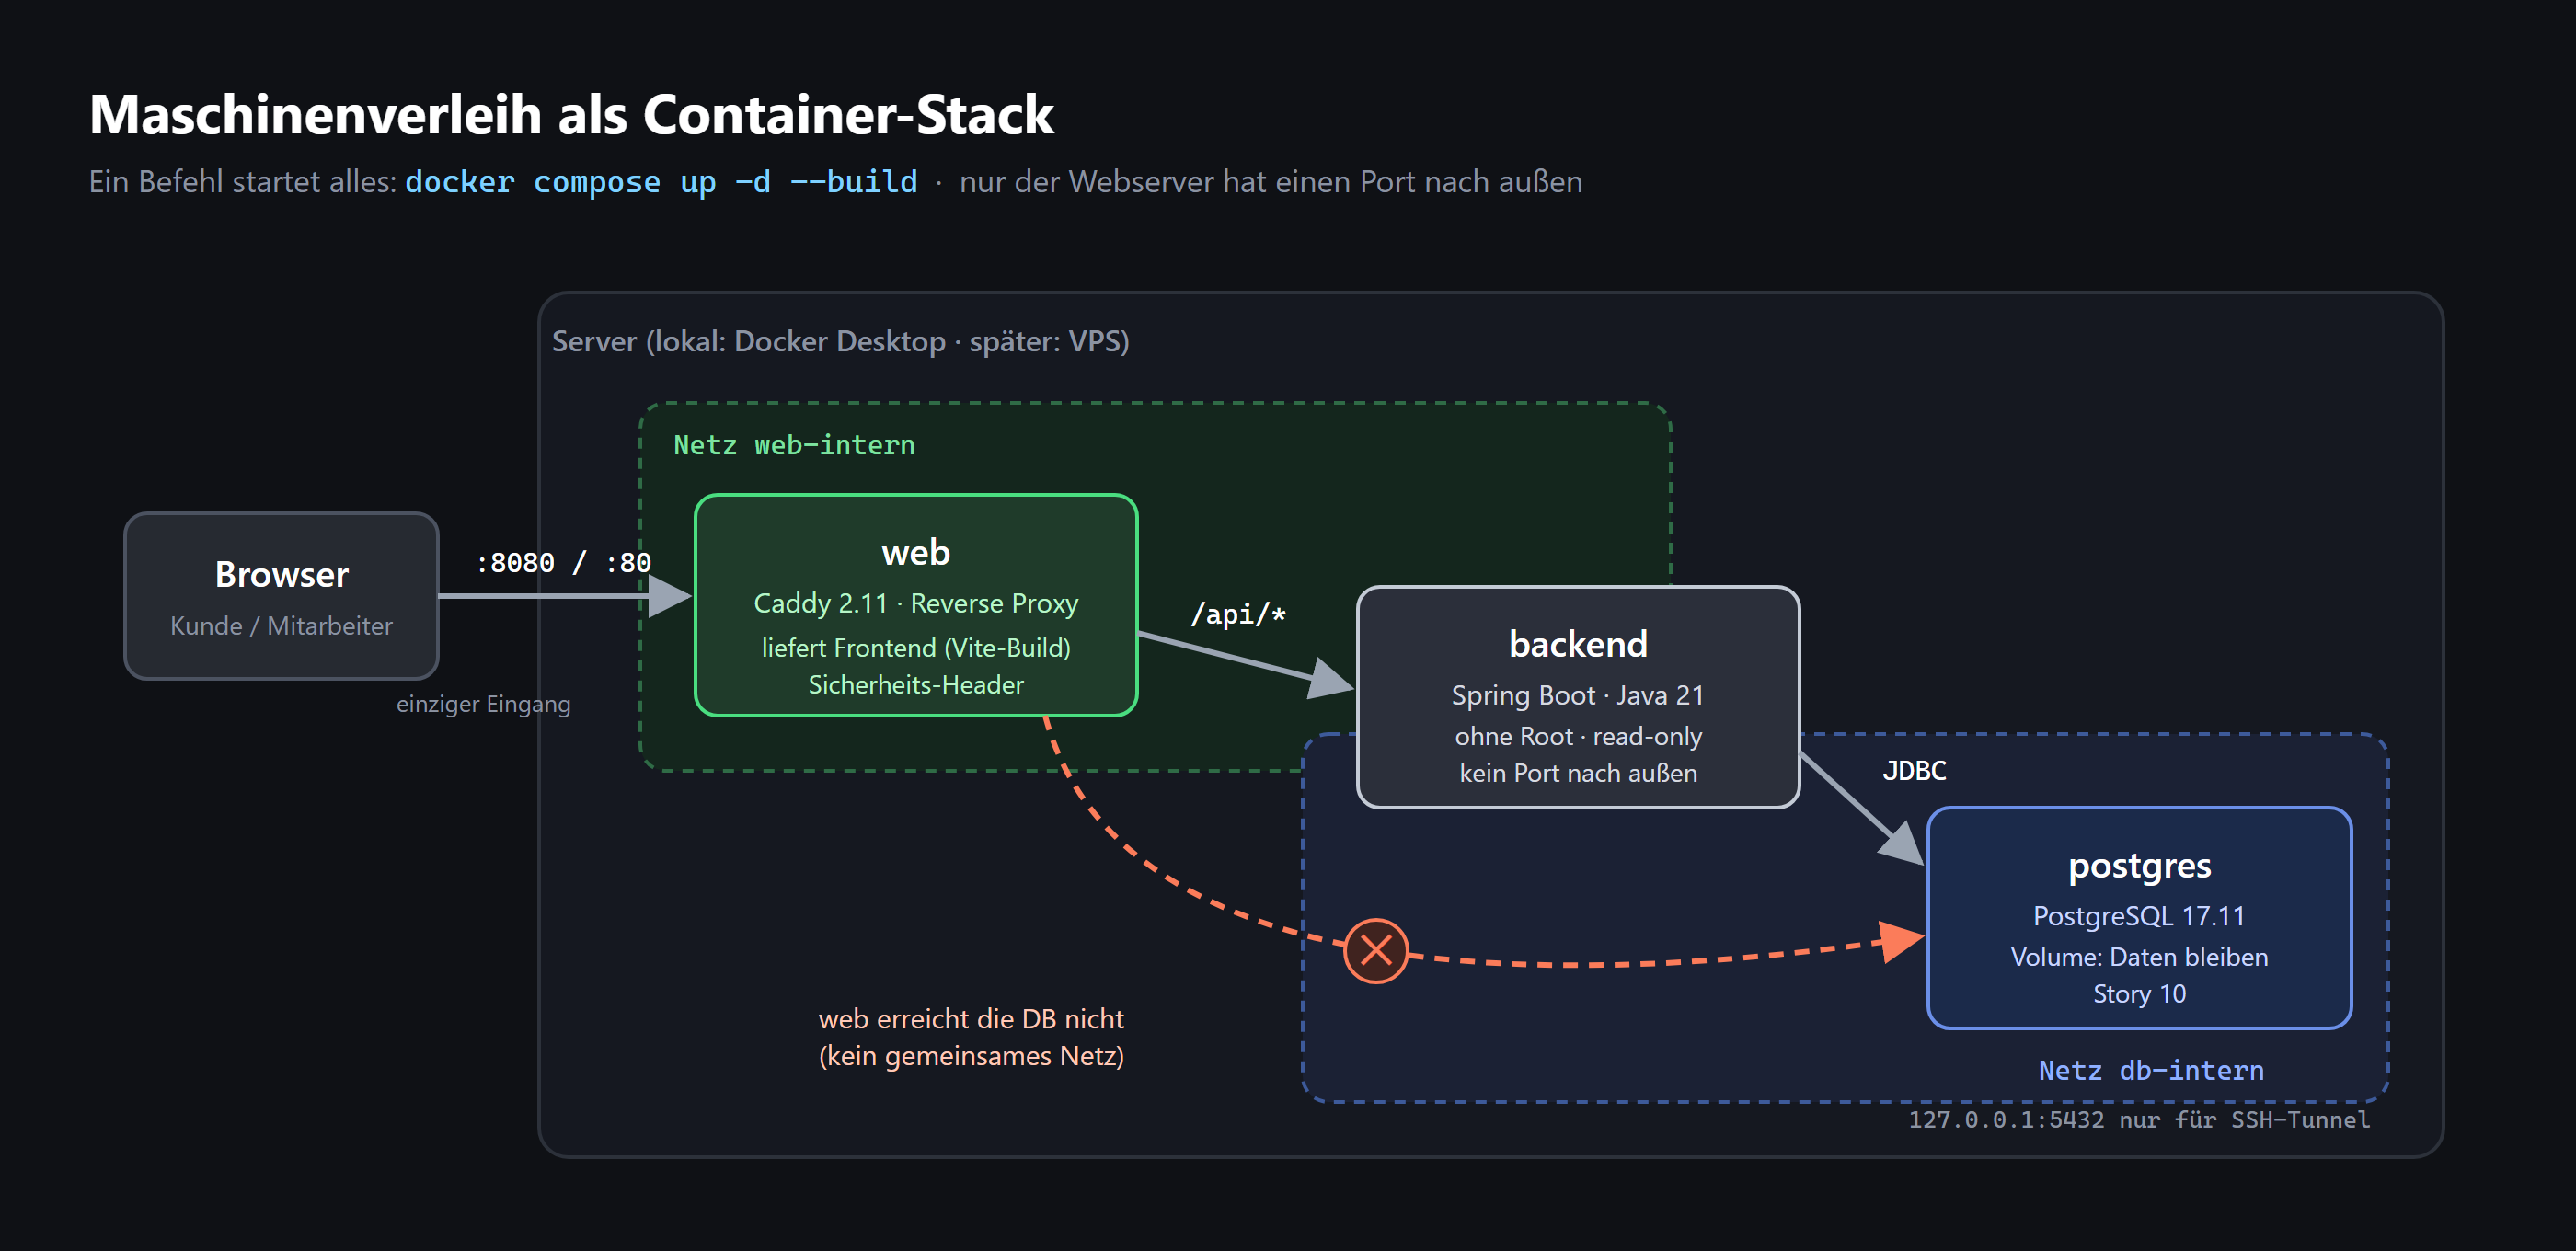 Maschinenverleih als Container-Stack
Ein Befehl startet alles: docker compose up -d --build · nur der Webserver hat einen Port nach außen
Server (lokal: Docker Desktop · später: VPS)
Netz web-intern
Browser
Kunde / Mitarbeiter
:8080 / :80
einziger Eingang
web
Caddy 2.11 · Reverse Proxy
liefert Frontend (Vite-Build)
Sicherheits-Header
/api/*
backend
Spring Boot · Java 21
ohne Root · read-only
kein Port nach außen
JDBC
postgres
PostgreSQL 17.11
Volume: Daten bleiben
Story 10
web erreicht die DB nicht
(kein gemeinsames Netz)
Netz db-intern
127.0.0.1:5432 nur für SSH-Tunnel